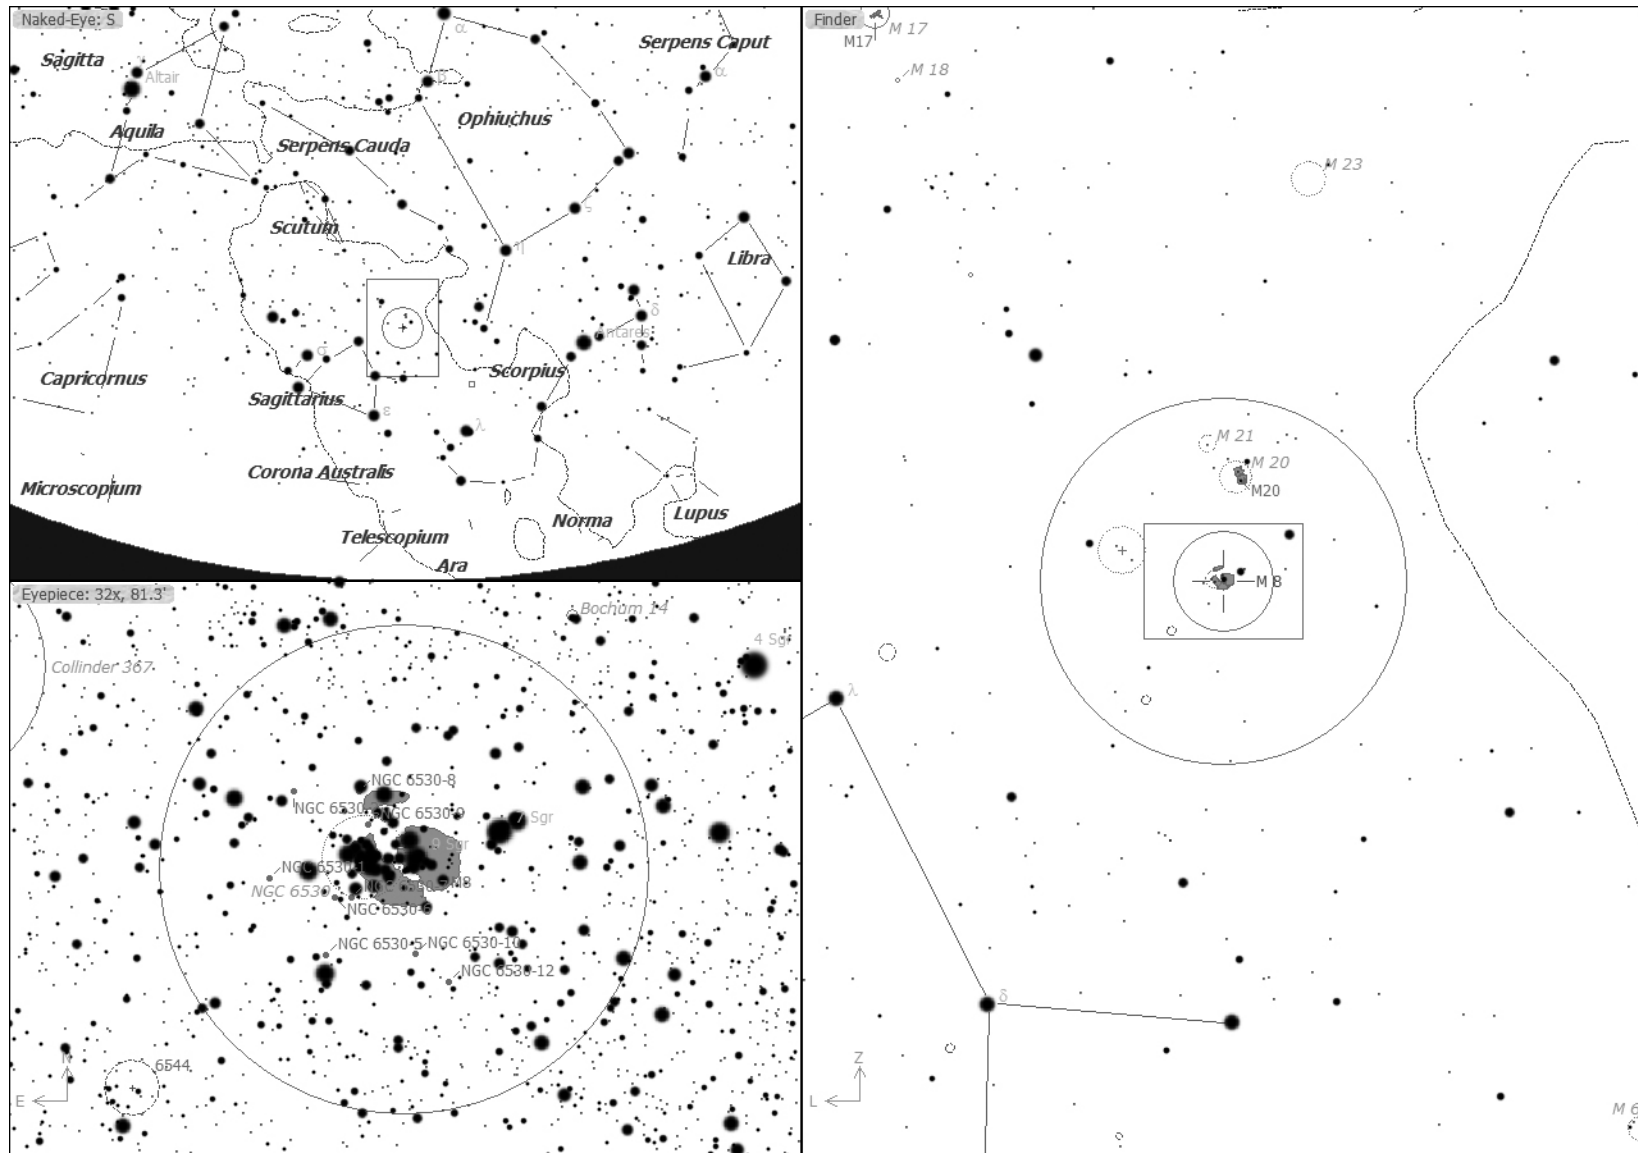 Naked-Eye: S
α
Serpens Caput
Sagitta
γ
Altair
β
α
Ophiuchus
Aquila
Serpens Cauda
ζ
Scutum
η
Libra
δ
Antares
σ
Capricornus
Scorpius
Sagittarius
ε
λ
Corona Australis
Microscopium
Norma
Lupus
Telescopium
Ara
Eyepiece: 32x, 81.3'
Bochum 14
4 Sgr
Collinder 367
NGC 6530-8
NGC 6530-9
7 Sgr
9 Sgr
NGC 6530-1
NGC 6530
M8
NGC 6530-6
NGC 6530-5
NGC 6530-10
NGC 6530-12
6544
N
E
Finder
M 17
M17
M 18
M 23
M 21
M 20
M20
M 8
λ
δ
Z
L
M 6